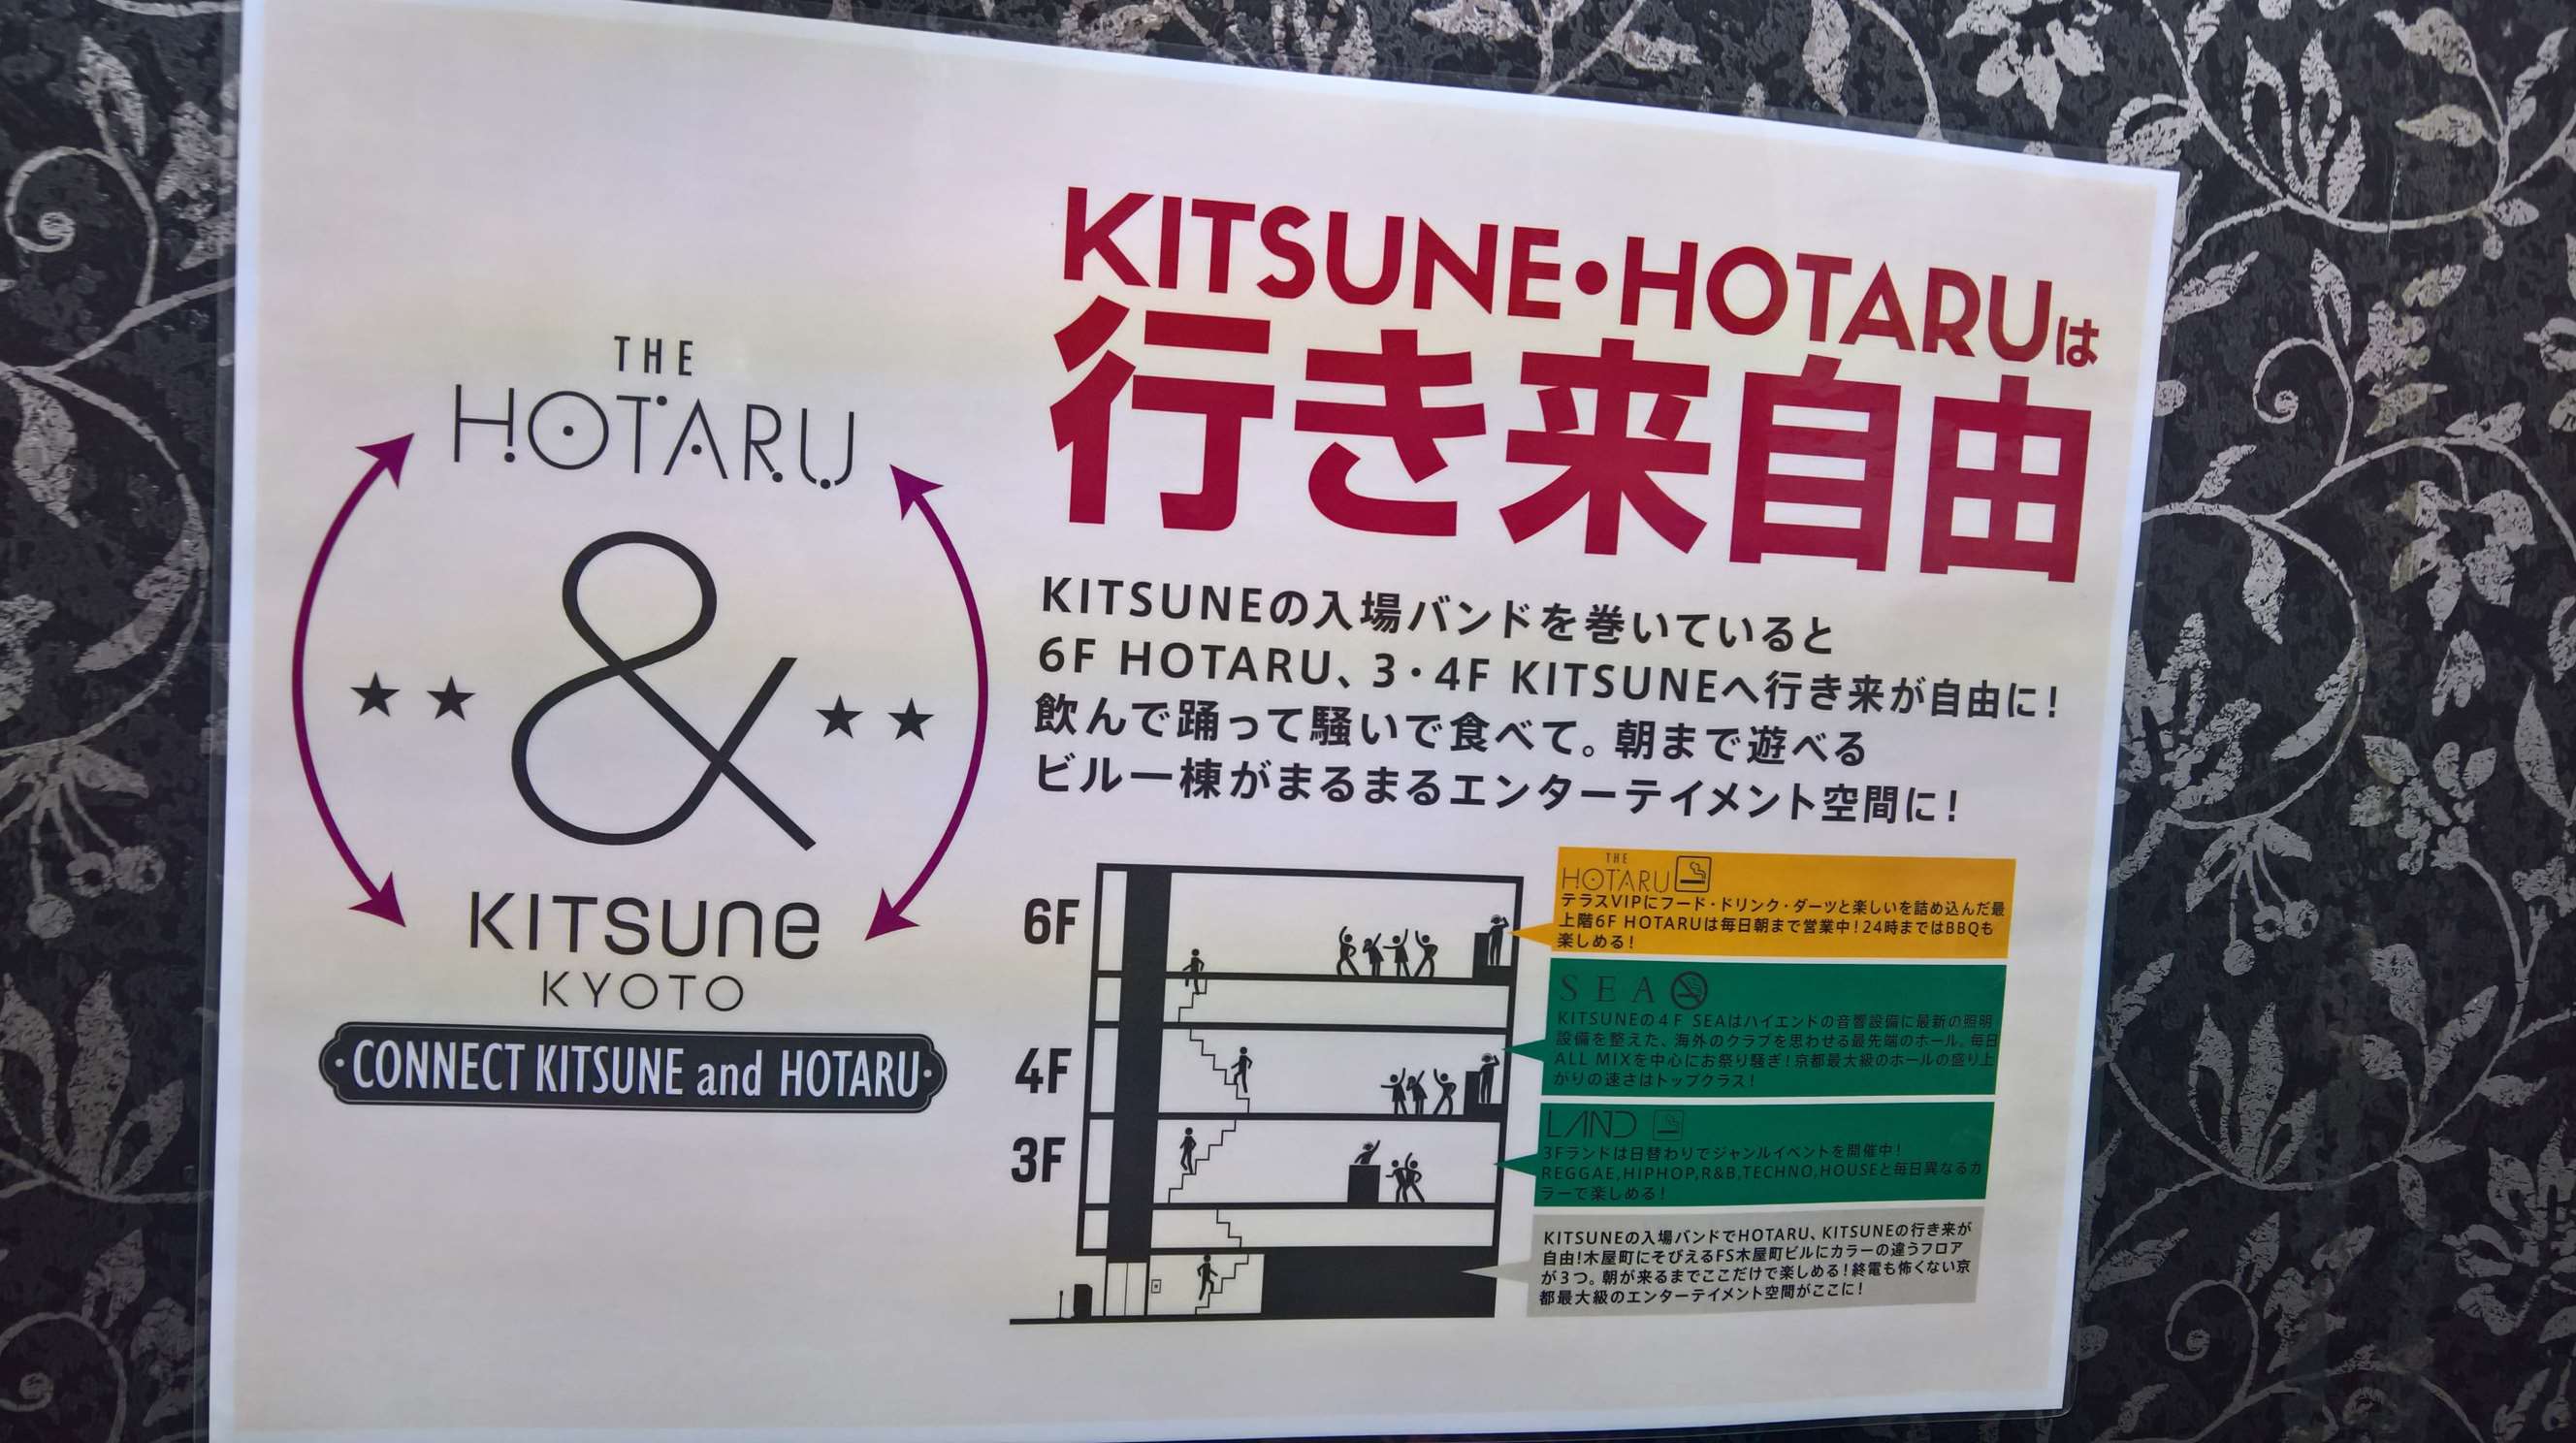 THE
HOTARU
&
KITSUNE
KYOTO
CONNECT KITSUNE and HOTARU
KITSUNE・HOTARUは
行き来自由
KITSUNEの入場バンドを巻いていると
6F HOTARU、3・4F KITSUNEへ行き来が自由に!
飲んで踊って騒いで食べて。朝まで遊べる
ビル一棟がまるまるエンターテイメント空間に!
6F
4F
3F
THE
HOTARU
テラスVIPにフード・ドリンク・ダーツと楽しいを詰め込んだ最
上階6F HOTARUは毎日朝まで営業中!24時まではBBQも
楽しめる!
SEA
KITSUNEの4F SEAはハイエンドの音響設備に最新の照明
設備を整えた、海外のクラブを思わせる最先端のホール。毎日
ALL MIXを中心にお祭り騒ぎ!京都最大級のホールの盛り上
がりの速さはトップクラス!
LAND
3Fランドは日替わりでジャンルイベントを開催中!
REGGAE,HIPHOP,R&B,TECHNO,HOUSEと毎日異なるカ
ラーで楽しめる!
KITSUNEの入場バンドでHOTARU、KITSUNEの行き来が
自由!木屋町にそびえるFS木屋町ビルにカラーの違うフロア
が3つ。朝が来るまでここだけで楽しめる!終電も怖くない京
都最大級のエンターテイメント空間がここに!